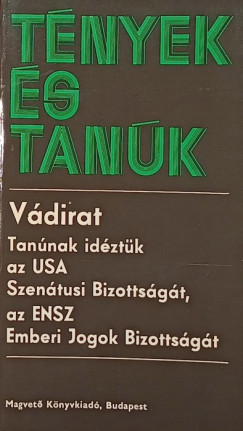 TÉNYEK
ÉS
TANÚK
Vádirat
Tanúnak idéztük
az USA
Szenátusi Bizottságát,
az ENSZ
Emberi Jogok Bizottságát
Magvető Könyvkiadó, Budapest